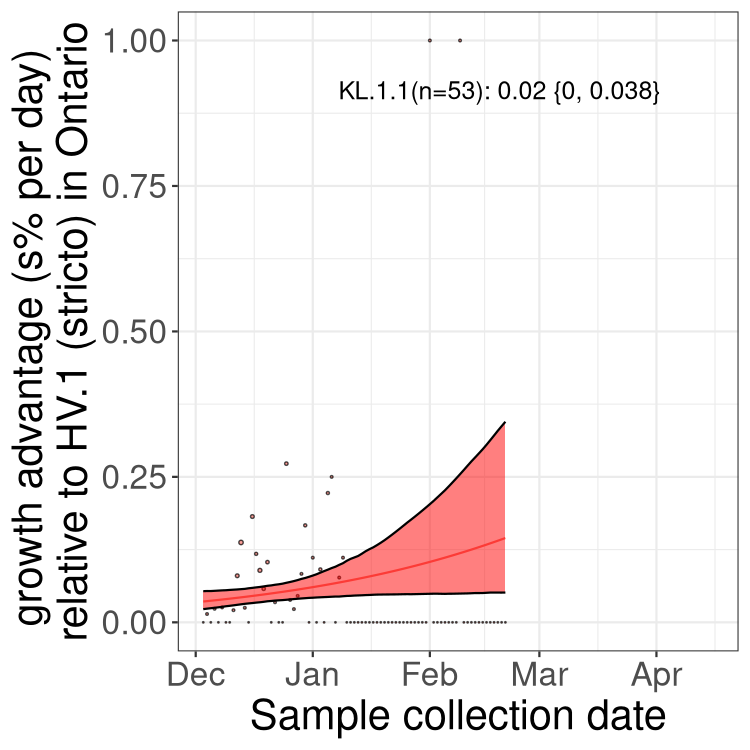 growth advantage (s% per day)
relative to HV.1 (stricto) in Ontario
1.00
0.75
0.50
0.25
0.00
KL.1.1(n=53): 0.02 {0, 0.038}
Dec Jan Feb Mar Apr
Sample collection date